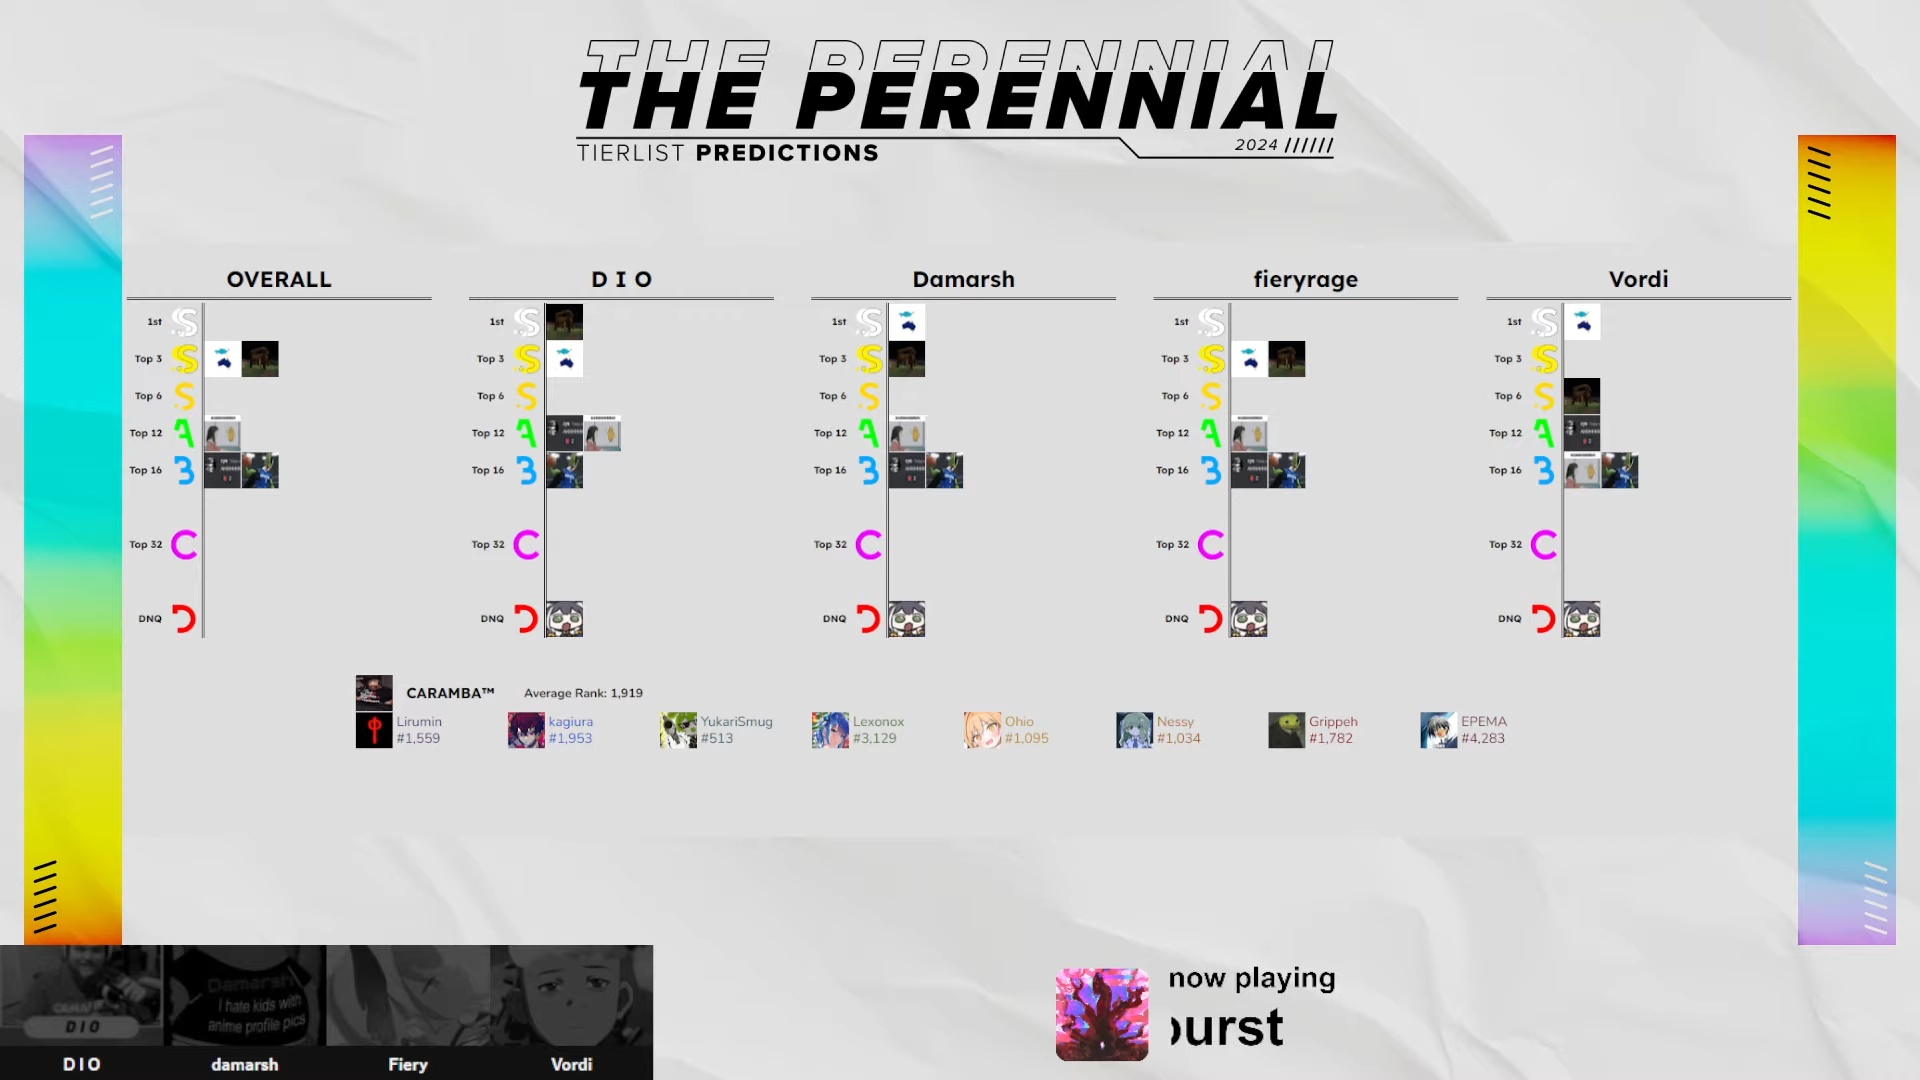 THE PERENNIAL
THE PERENNIAL
TIERLIST PREDICTIONS
2024 //////
OVERALL
1st S
Top 3 S
Top 6 S
Top 12 A
Top 16 B
Top 32 C
DNQ D
D I O
1st S
Top 3 S
Top 6 S
Top 12 A
Top 16 B
Top 32 C
DNQ D
Damarsh
1st S
Top 3 S
Top 6 S
Top 12 A
Top 16 B
Top 32 C
DNQ D
fieryrage
1st S
Top 3 S
Top 6 S
Top 12 A
Top 16 B
Top 32 C
DNQ D
Vordi
1st S
Top 3 S
Top 6 S
Top 12 A
Top 16 B
Top 32 C
DNQ D
CARAMBA™ Average Rank: 1,919
Lirumin
#1,559
kagiura
#1,953
YukariSmug
#513
Lexonox
#3,129
Ohio
#1,095
Nessy
#1,034
Grippeh
#1,782
EPEMA
#4,283
D I O
Damarsh
I hate kids with
anime profile pics
D I O
damarsh
Fiery
Vordi
now playing
burst